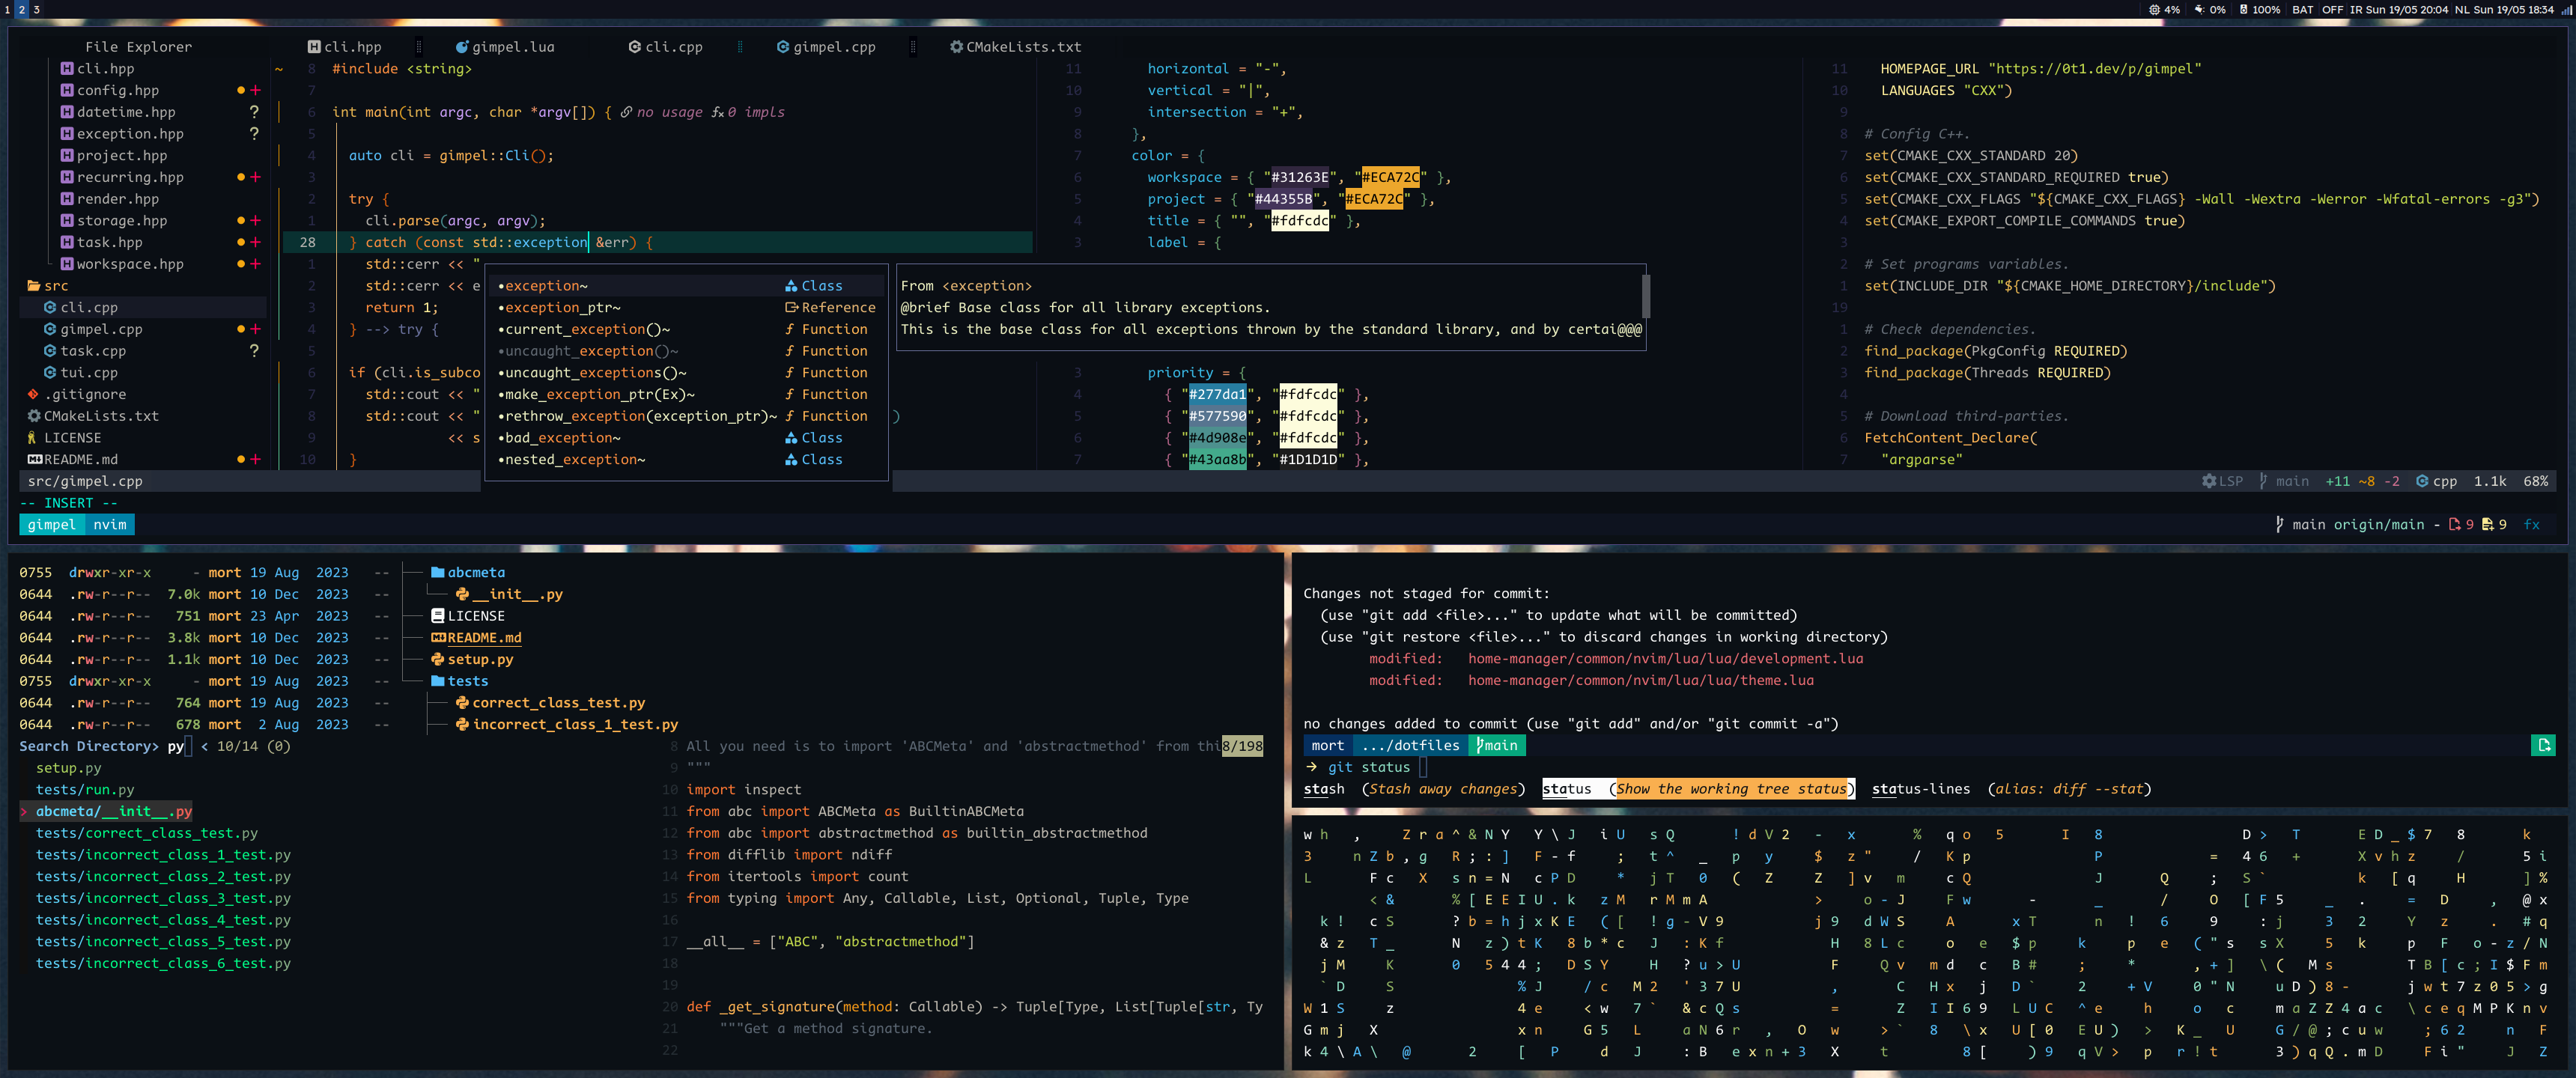 1 2 3
4% 0% 100% BAT OFF IR Sun 19/05 20:04 NL Sun 19/05 18:34
File Explorer
cli.hpp
config.hpp
datetime.hpp ?
exception.hpp ?
project.hpp
recurring.hpp
render.hpp
storage.hpp
task.hpp
workspace.hpp
src
cli.cpp
gimpel.cpp
task.cpp ?
tui.cpp
.gitignore
CMakeLists.txt
LICENSE
README.md
cli.hpp gimpel.lua cli.cpp gimpel.cpp CMakeLists.txt
~ 8 #include <string>
7
6 int main(int argc, char *argv[]) { no usage 0 impls
5
4 auto cli = gimpel::Cli();
3
2 try {
1 cli.parse(argc, argv);
28 } catch (const std::exception &err) {
1 std::cerr << "
2 std::cerr << e
3 return 1;
4 } --> try {
5
6 if (cli.is_subco
7 std::cout << "
8 std::cout << " )
9 << s
10 }
•exception~ Class
•exception_ptr~ Reference
•current_exception()~ Function
•uncaught_exception()~ Function
•uncaught_exceptions()~ Function
•make_exception_ptr(Ex)~ Function
•rethrow_exception(exception_ptr)~ Function
•bad_exception~ Class
•nested_exception~ Class
From <exception>
@brief Base class for all library exceptions.
This is the base class for all exceptions thrown by the standard library, and by certai@@@
11 horizontal = "-",
10 vertical = "|",
9 intersection = "+",
8 },
7 color = {
6 workspace = { "#31263E", "#ECA72C" },
5 project = { "#44355B", "#ECA72C" },
4 title = { "", "#fdfcdc" },
3 label = {
3 priority = {
4 { "#277da1", "#fdfcdc" },
5 { "#577590", "#fdfcdc" },
6 { "#4d908e", "#fdfcdc" },
7 { "#43aa8b", "#1D1D1D" },
11 HOMEPAGE_URL "https://0t1.dev/p/gimpel"
10 LANGUAGES "CXX")
9
8 # Config C++.
7 set(CMAKE_CXX_STANDARD 20)
6 set(CMAKE_CXX_STANDARD_REQUIRED true)
5 set(CMAKE_CXX_FLAGS "${CMAKE_CXX_FLAGS} -Wall -Wextra -Werror -Wfatal-errors -g3")
4 set(CMAKE_EXPORT_COMPILE_COMMANDS true)
3
2 # Set programs variables.
1 set(INCLUDE_DIR "${CMAKE_HOME_DIRECTORY}/include")
19
1 # Check dependencies.
2 find_package(PkgConfig REQUIRED)
3 find_package(Threads REQUIRED)
4
5 # Download third-parties.
6 FetchContent_Declare(
7 "argparse"
src/gimpel.cpp LSP main +11 ~8 -2 cpp 1.1k 68%
-- INSERT --
gimpel nvim main origin/main - 9 9 fx
0755 drwxr-xr-x - mort 19 Aug 2023 -- abcmeta
0644 .rw-r--r-- 7.0k mort 10 Dec 2023 -- __init__.py
0644 .rw-r--r-- 751 mort 23 Apr 2023 -- LICENSE
0644 .rw-r--r-- 3.8k mort 10 Dec 2023 -- README.md
0644 .rw-r--r-- 1.1k mort 10 Dec 2023 -- setup.py
0755 drwxr-xr-x - mort 19 Aug 2023 -- tests
0644 .rw-r--r-- 764 mort 19 Aug 2023 -- correct_class_test.py
0644 .rw-r--r-- 678 mort 2 Aug 2023 -- incorrect_class_1_test.py
Search Directory> py < 10/14 (0)
setup.py
tests/run.py
> abcmeta/__init__.py
tests/correct_class_test.py
tests/incorrect_class_1_test.py
tests/incorrect_class_2_test.py
tests/incorrect_class_3_test.py
tests/incorrect_class_4_test.py
tests/incorrect_class_5_test.py
tests/incorrect_class_6_test.py
8 All you need is to import 'ABCMeta' and 'abstractmethod' from thi 8/198
9 """
10 import inspect
11 from abc import ABCMeta as BuiltinABCMeta
12 from abc import abstractmethod as builtin_abstractmethod
13 from difflib import ndiff
14 from itertools import count
15 from typing import Any, Callable, List, Optional, Tuple, Type
16
17 __all__ = ["ABC", "abstractmethod"]
18
19
20 def _get_signature(method: Callable) -> Tuple[Type, List[Tuple[str, Ty
21 """Get a method signature.
22
Changes not staged for commit:
(use "git add <file>..." to update what will be committed)
(use "git restore <file>..." to discard changes in working directory)
modified: home-manager/common/nvim/lua/lua/development.lua
modified: home-manager/common/nvim/lua/lua/theme.lua
no changes added to commit (use "git add" and/or "git commit -a")
mort .../dotfiles main
→ git status
stash (Stash away changes) status (Show the working tree status) status-lines (alias: diff --stat)